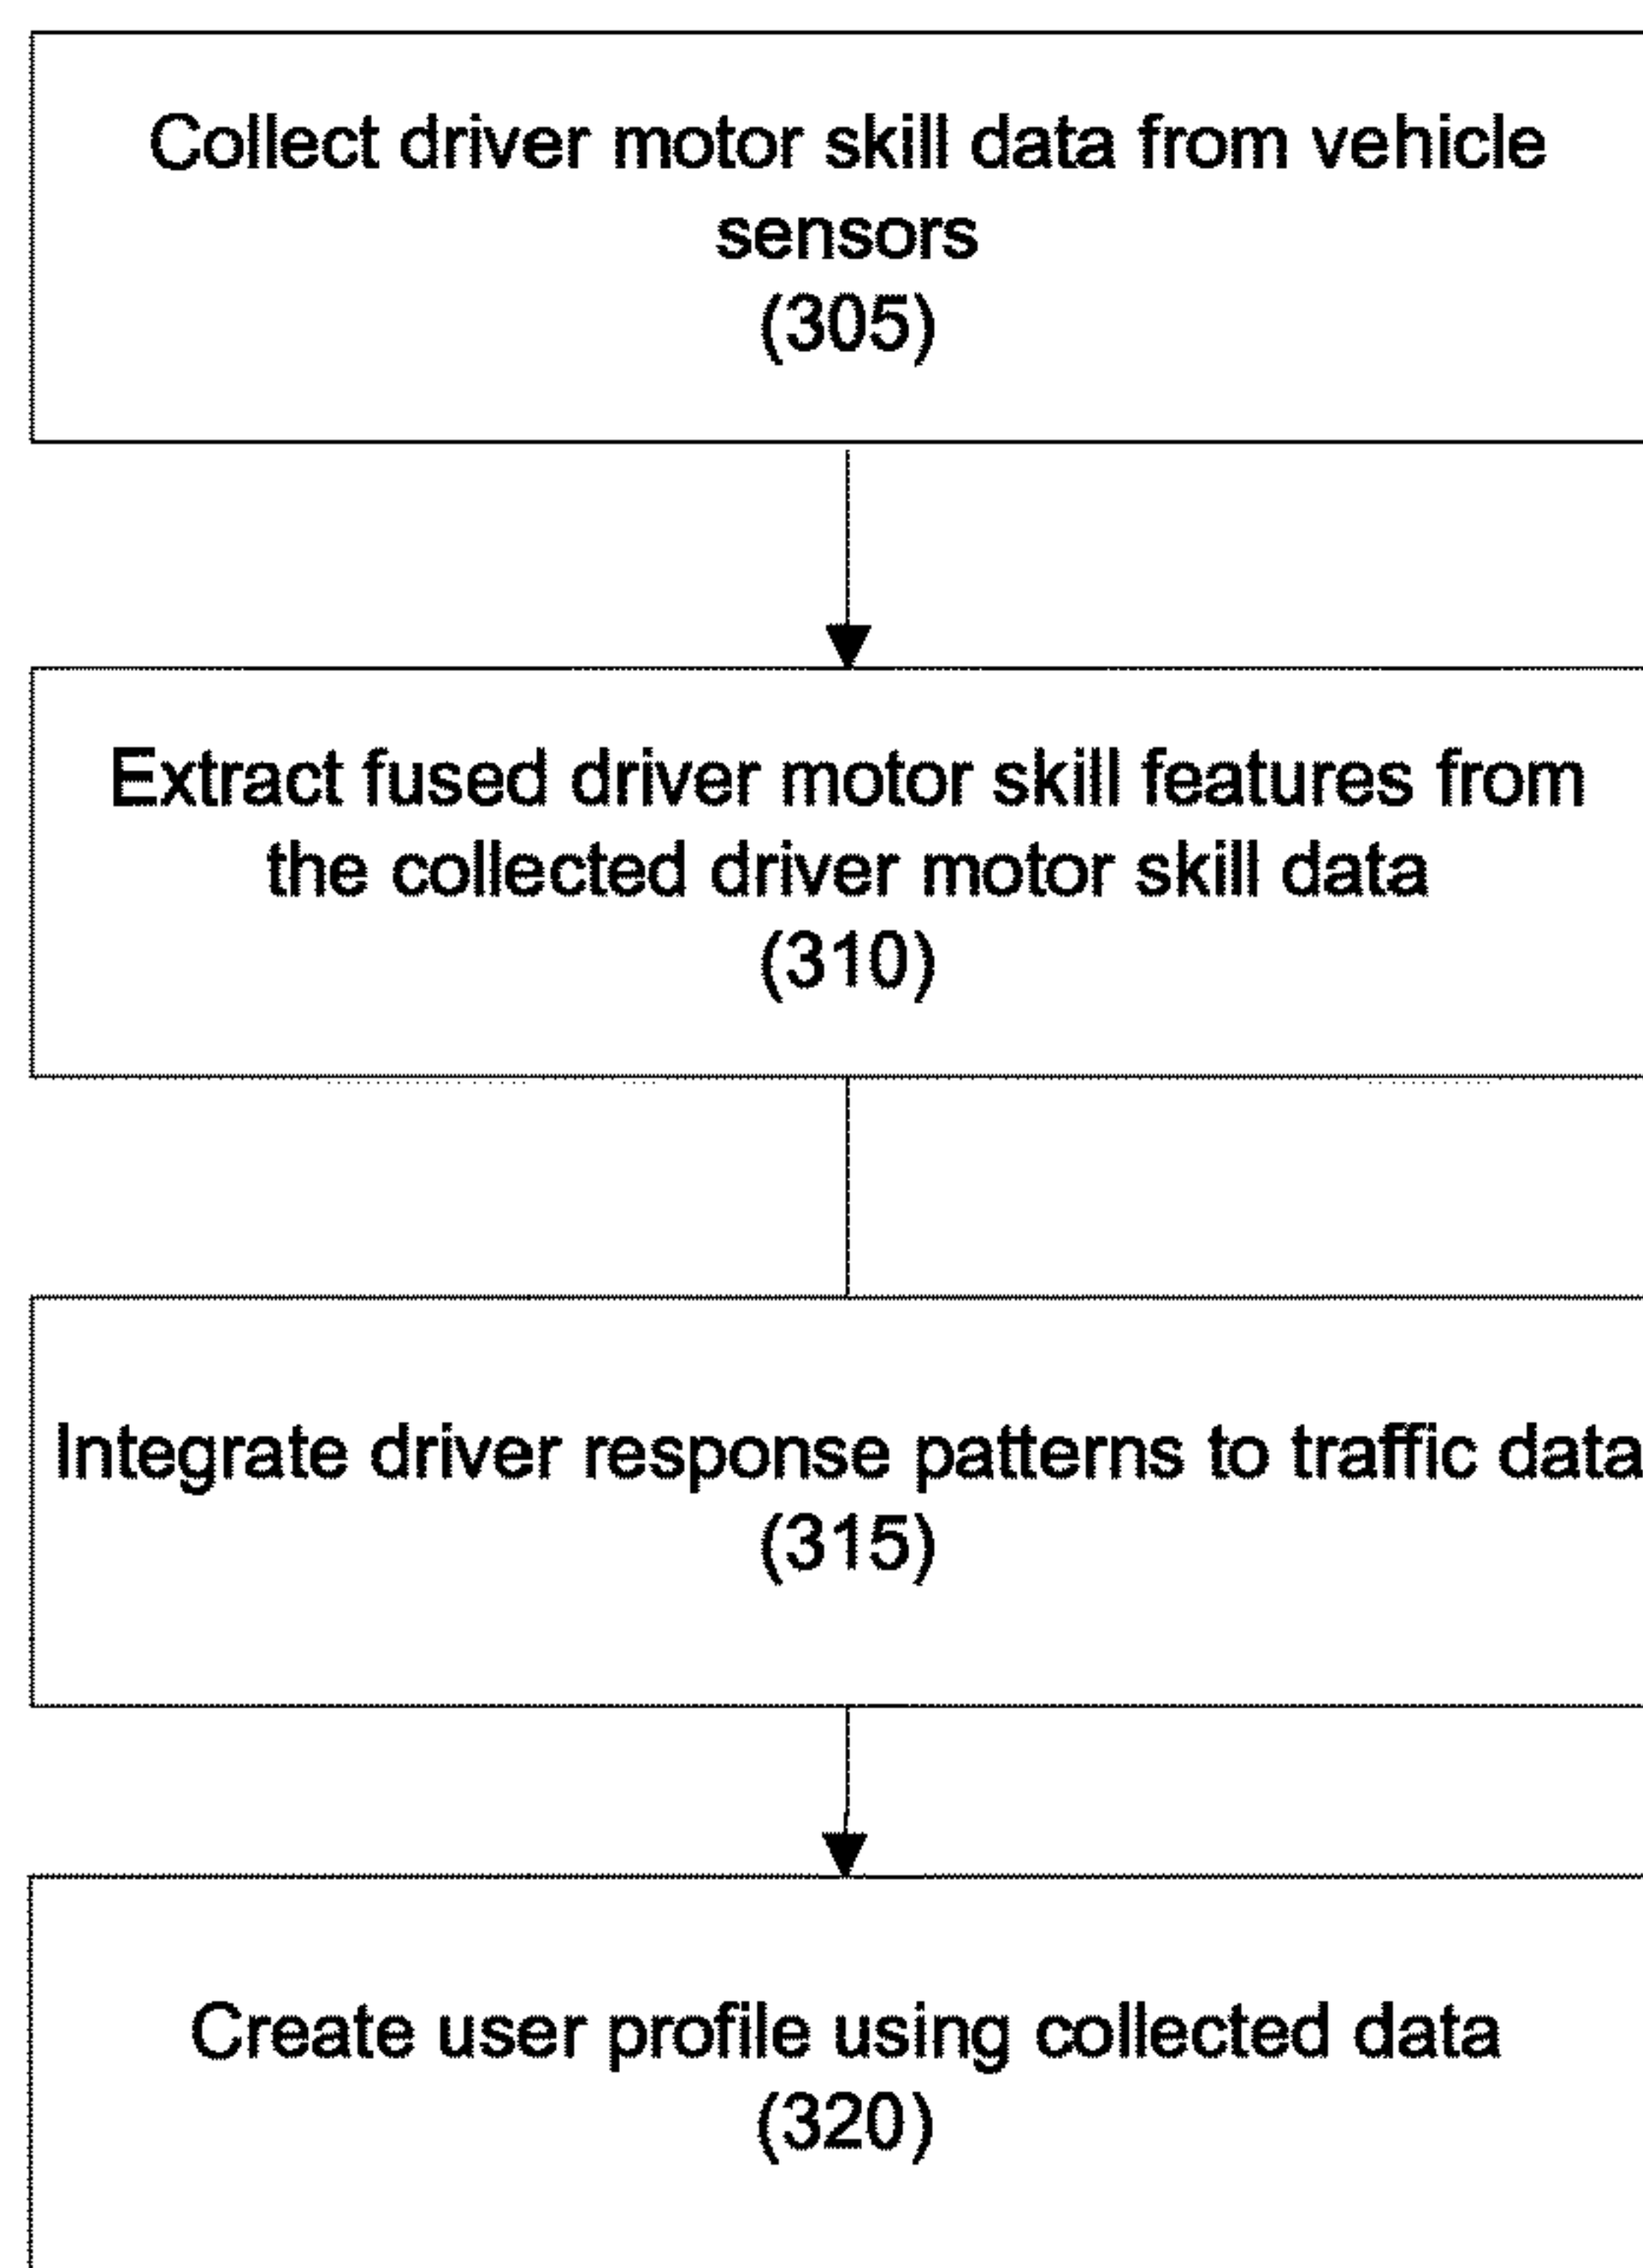 Collect driver motor skill data from vehicle
sensors
(305)
Extract fused driver motor skill features from
the collected driver motor skill data
(310)
Integrate driver response patterns to traffic data
(315)
Create user profile using collected data
(320)